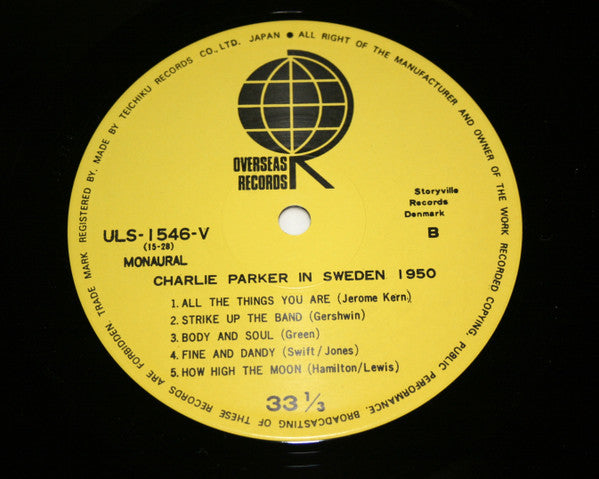 TRADE MARK REGISTERED BY. MADE BY TEICHIKU RECORDS CO., LTD. JAPAN ● ALL RIGHT OF THE MANUFACTURER AND OWNER OF THE WORK RECORDED COPYING. PUBLIC PERFORMANCE. BROADCASTING OF THESE RECORDS ARE FORBIDDEN
OVERSEAS
RECORDS
Storyville
Records
Denmark
ULS-1546-V
B
(15-28)
MONAURAL
CHARLIE PARKER IN SWEDEN 1950
1. ALL THE THINGS YOU ARE (Jerome Kern)
2. STRIKE UP THE BAND (Gershwin)
3. BODY AND SOUL (Green)
4. FINE AND DANDY (Swift/Jones)
5. HOW HIGH THE MOON (Hamilton/Lewis)
33 1/3